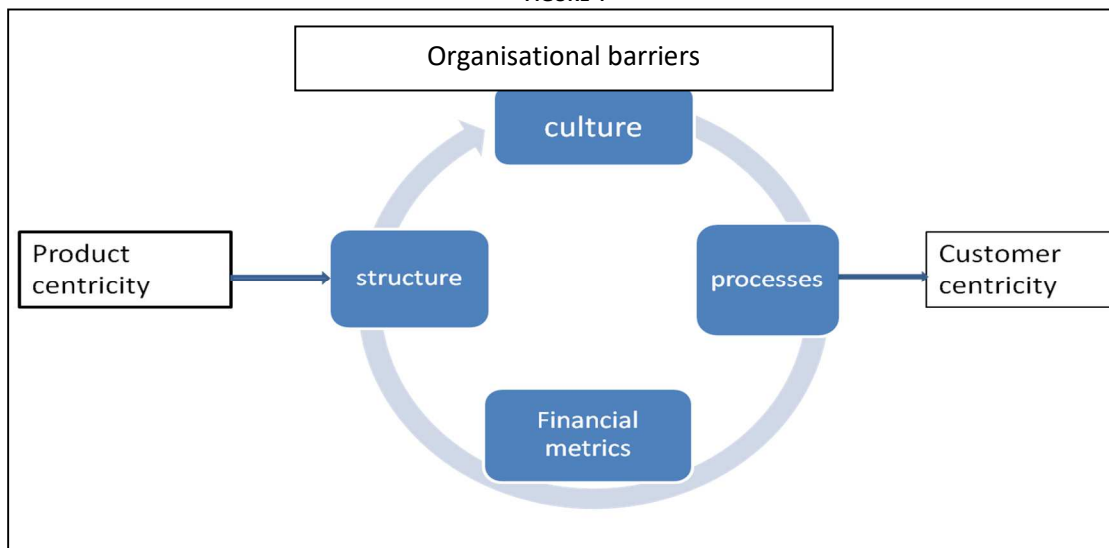 Organisational barriers
culture
Product
centricity
structure
processes
Customer
centricity
Financial
metrics